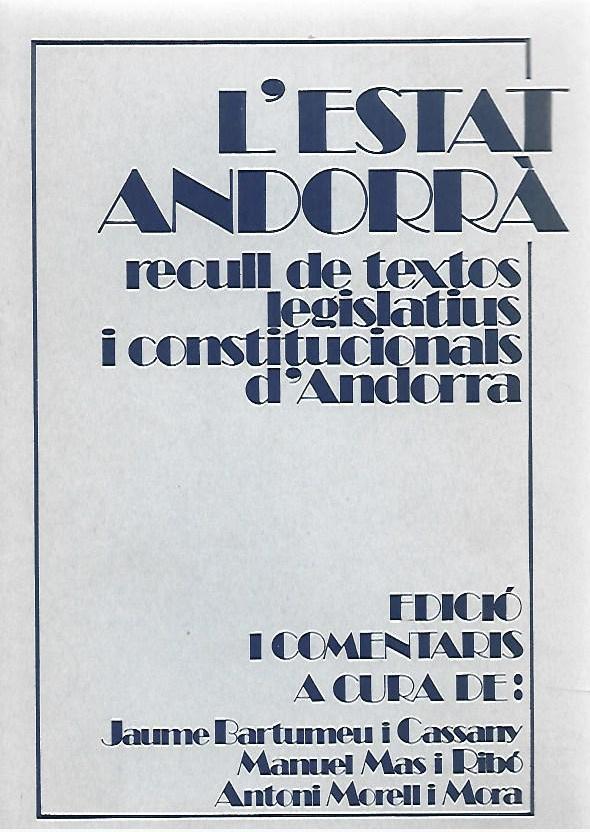 L'ESTAT
ANDORRÀ
recull de textos
legislatius
i constitucionals
d'Andorra
EDICIÓ
I COMENTARIS
A CURA DE:
Jaume Bartumeu i Cassany
Manuel Mas i Ribó
Antoni Morell i Mora